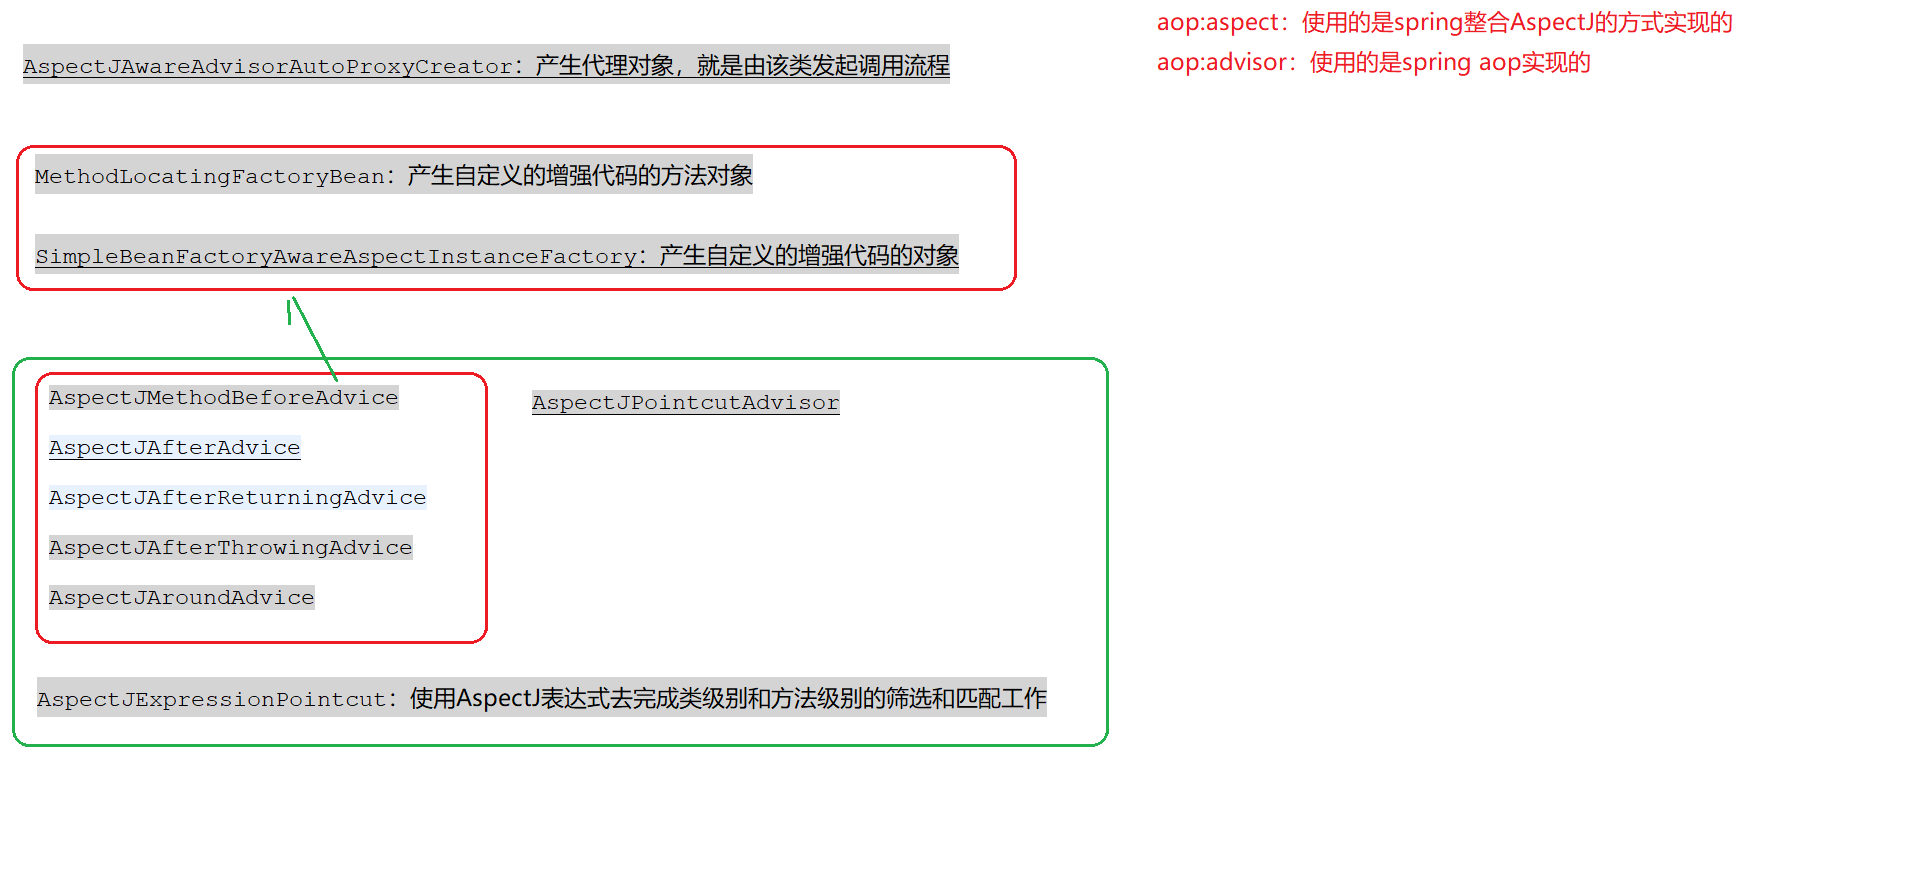 aop:aspect：使用的是spring整合AspectJ的方式实现的
aop:advisor：使用的是spring aop实现的
AspectJAwareAdvisorAutoProxyCreator：产生代理对象，就是由该类发起调用流程
MethodLocatingFactoryBean：产生自定义的增强代码的方法对象
SimpleBeanFactoryAwareAspectInstanceFactory：产生自定义的增强代码的对象
AspectJMethodBeforeAdvice
AspectJPointcutAdvisor
AspectJAfterAdvice
AspectJAfterReturningAdvice
AspectJAfterThrowingAdvice
AspectJAroundAdvice
AspectJExpressionPointcut：使用AspectJ表达式去完成类级别和方法级别的筛选和匹配工作